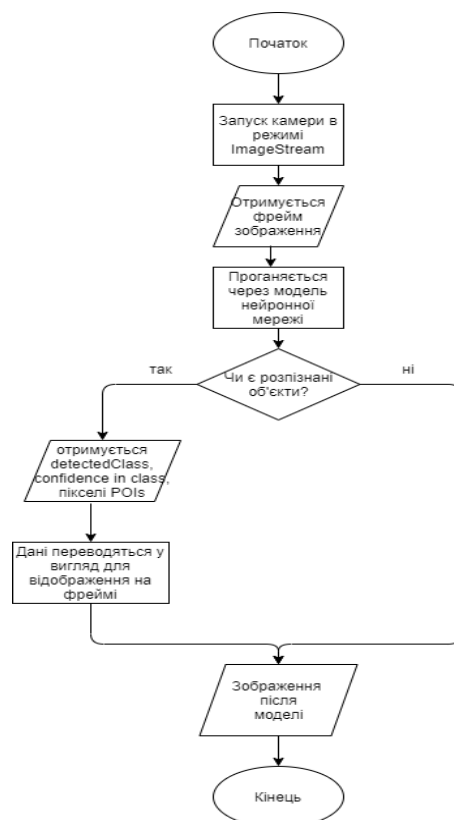 Початок
Запуск камери в
режимі
ImageStream
Отримується
фрейм
зображення
Проганяється
через модель
нейронної
мережі
Чи є розпізнані
об'єкти?
так
ні
отримується
detectedClass,
confidence in class,
пікселі POIs
Дані переводяться у
вигляд для
відображення на
фреймі
Зображення
після
моделі
Кінець